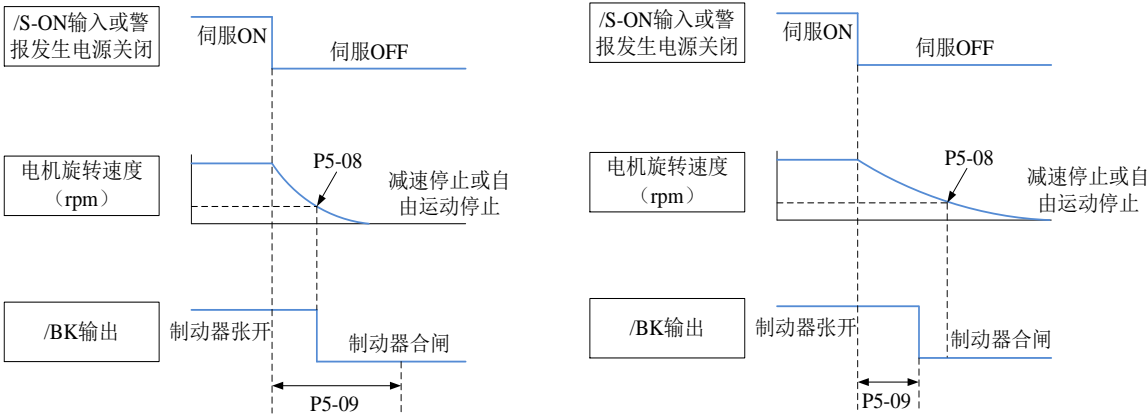 /S-ON输入或警
报发生电源关闭
伺服ON
伺服OFF
电机旋转速度
（rpm）
P5-08
减速停止或自
由运动停止
/BK输出
制动器张开
制动器合闸
P5-09
/S-ON输入或警
报发生电源关闭
伺服ON
伺服OFF
电机旋转速度
（rpm）
P5-08
减速停止或自
由运动停止
/BK输出
制动器张开
制动器合闸
P5-09